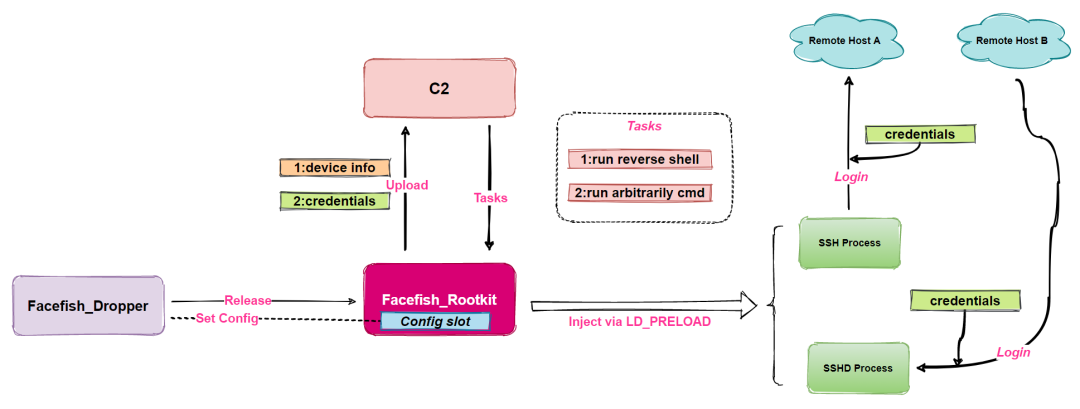 Remote Host A
Remote Host B
C2
Tasks
1:run reverse shell
2:run arbitrarily cmd
credentials
1:device info
2:credentials
Upload
Tasks
Login
SSH Process
Facefish_Dropper
Release
Set Config
Facefish_Rootkit
Config slot
Inject via LD_PRELOAD
credentials
Login
SSHD Process